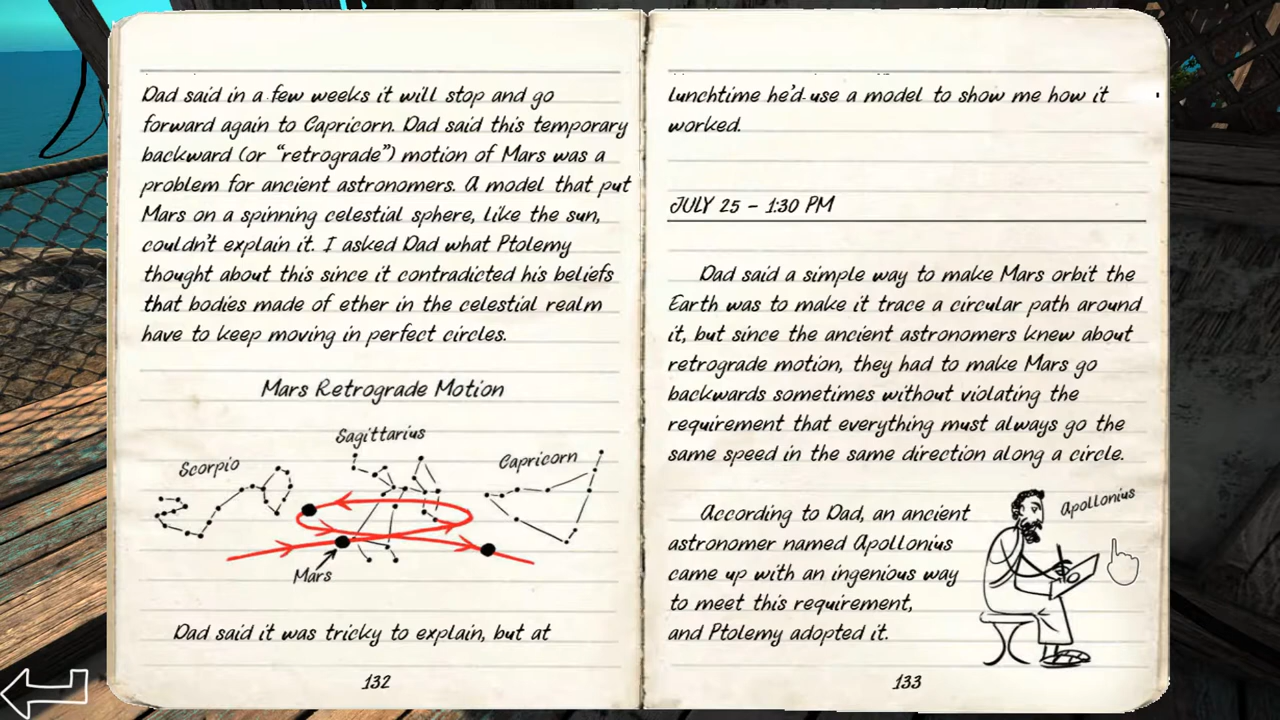 Dad said in a few weeks it will stop and go
forward again to Capricorn. Dad said this temporary
backward (or “retrograde”) motion of Mars was a
problem for ancient astronomers. A model that put
Mars on a spinning celestial sphere, like the sun,
couldn’t explain it. I asked Dad what Ptolemy
thought about this since it contradicted his beliefs
that bodies made of ether in the celestial realm
have to keep moving in perfect circles.
Mars Retrograde Motion
Sagittarius
Scorpio
Capricorn
Mars
Dad said it was tricky to explain, but at
132
lunchtime he’d use a model to show me how it
worked.
JULY 25 – 1:30 PM
Dad said a simple way to make Mars orbit the
Earth was to make it trace a circular path around
it, but since the ancient astronomers knew about
retrograde motion, they had to make Mars go
backwards sometimes without violating the
requirement that everything must always go the
same speed in the same direction along a circle.
According to Dad, an ancient
astronomer named Apollonius
came up with an ingenious way
to meet this requirement,
and Ptolemy adopted it.
Apollonius
133